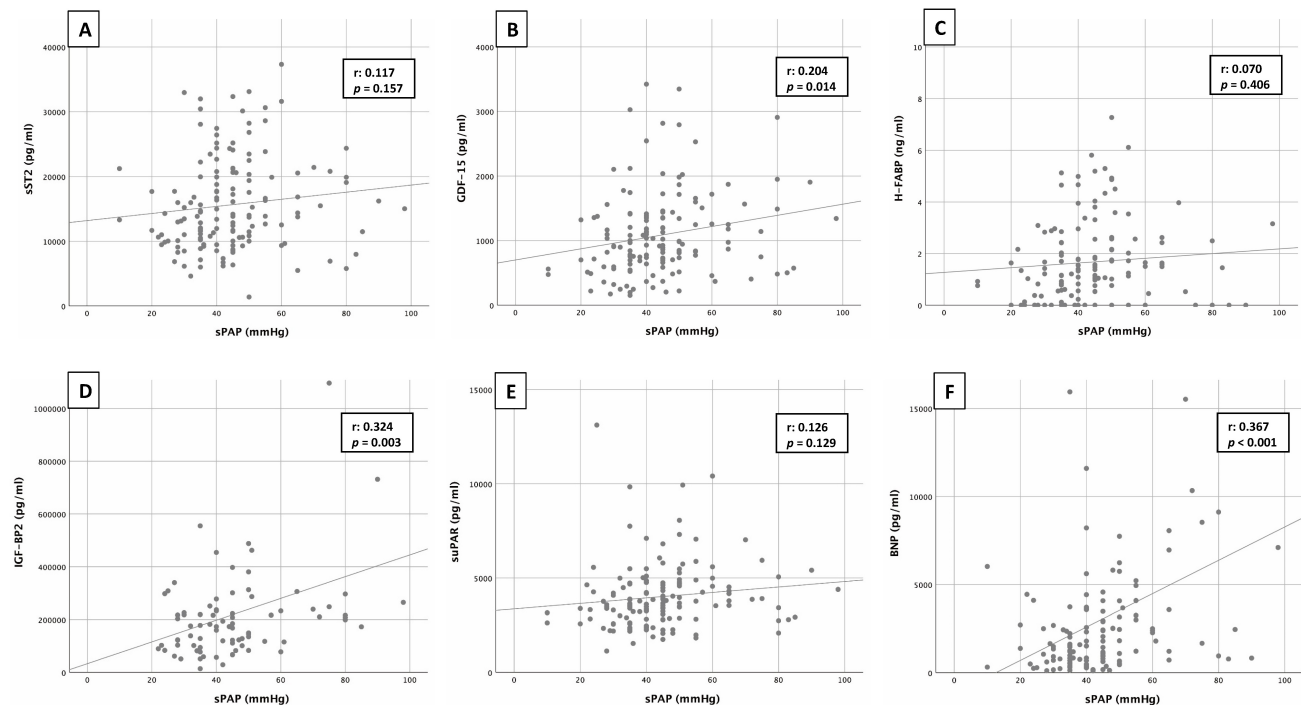 A
sST2 (pg/ml)
40000
30000
20000
10000
0
0 20 40 60 80 100
sPAP (mmHg)
r: 0.117
p = 0.157
B
GDF-15 (pg/ml)
4000
3000
2000
1000
0
0 20 40 60 80 100
sPAP (mmHg)
r: 0.204
p = 0.014
C
H-FABP (ng/ml)
10
8
6
4
2
0
0 20 40 60 80 100
sPAP (mmHg)
r: 0.070
p = 0.406
D
IGF-BP2 (pg/ml)
1000000
800000
600000
400000
200000
0
0 20 40 60 80 100
sPAP (mmHg)
r: 0.324
p = 0.003
E
suPAR (pg/ml)
15000
10000
5000
0
0 20 40 60 80 100
sPAP (mmHg)
r: 0.126
p = 0.129
F
BNP (pg/ml)
15000
10000
5000
0
0 20 40 60 80 100
sPAP (mmHg)
r: 0.367
p < 0.001